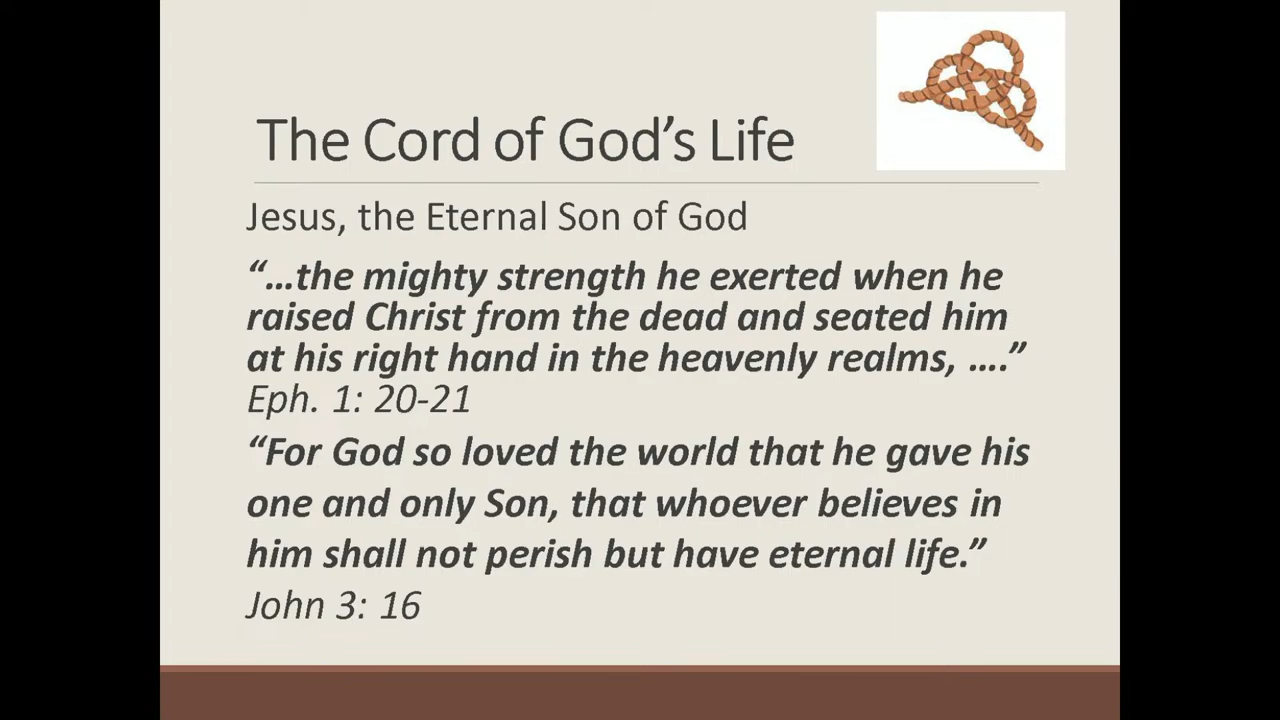 The Cord of God’s Life
Jesus, the Eternal Son of God
“…the mighty strength he exerted when he
raised Christ from the dead and seated him
at his right hand in the heavenly realms, ….”
Eph. 1: 20-21
“For God so loved the world that he gave his
one and only Son, that whoever believes in
him shall not perish but have eternal life.”
John 3: 16